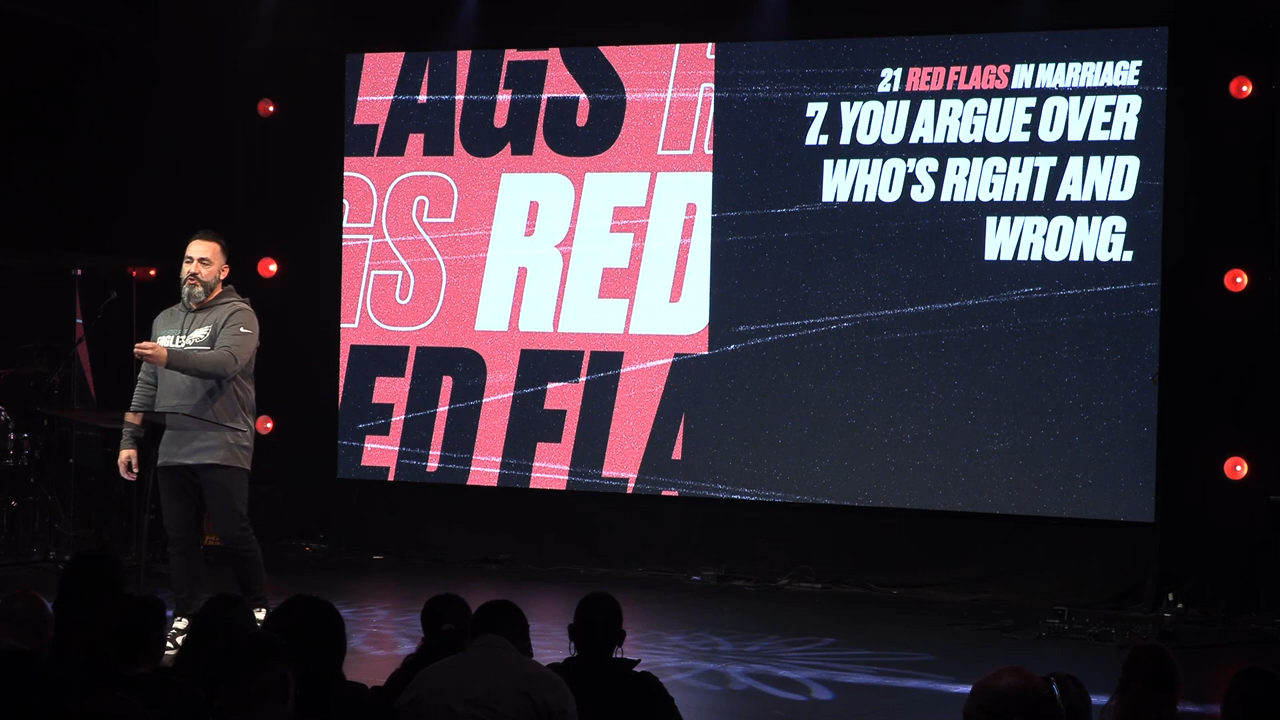 LAGS R
GS RED
ED FLA
21 RED FLAGS IN MARRIAGE
7. YOU ARGUE OVER
WHO'S RIGHT AND
WRONG.
EAGLES